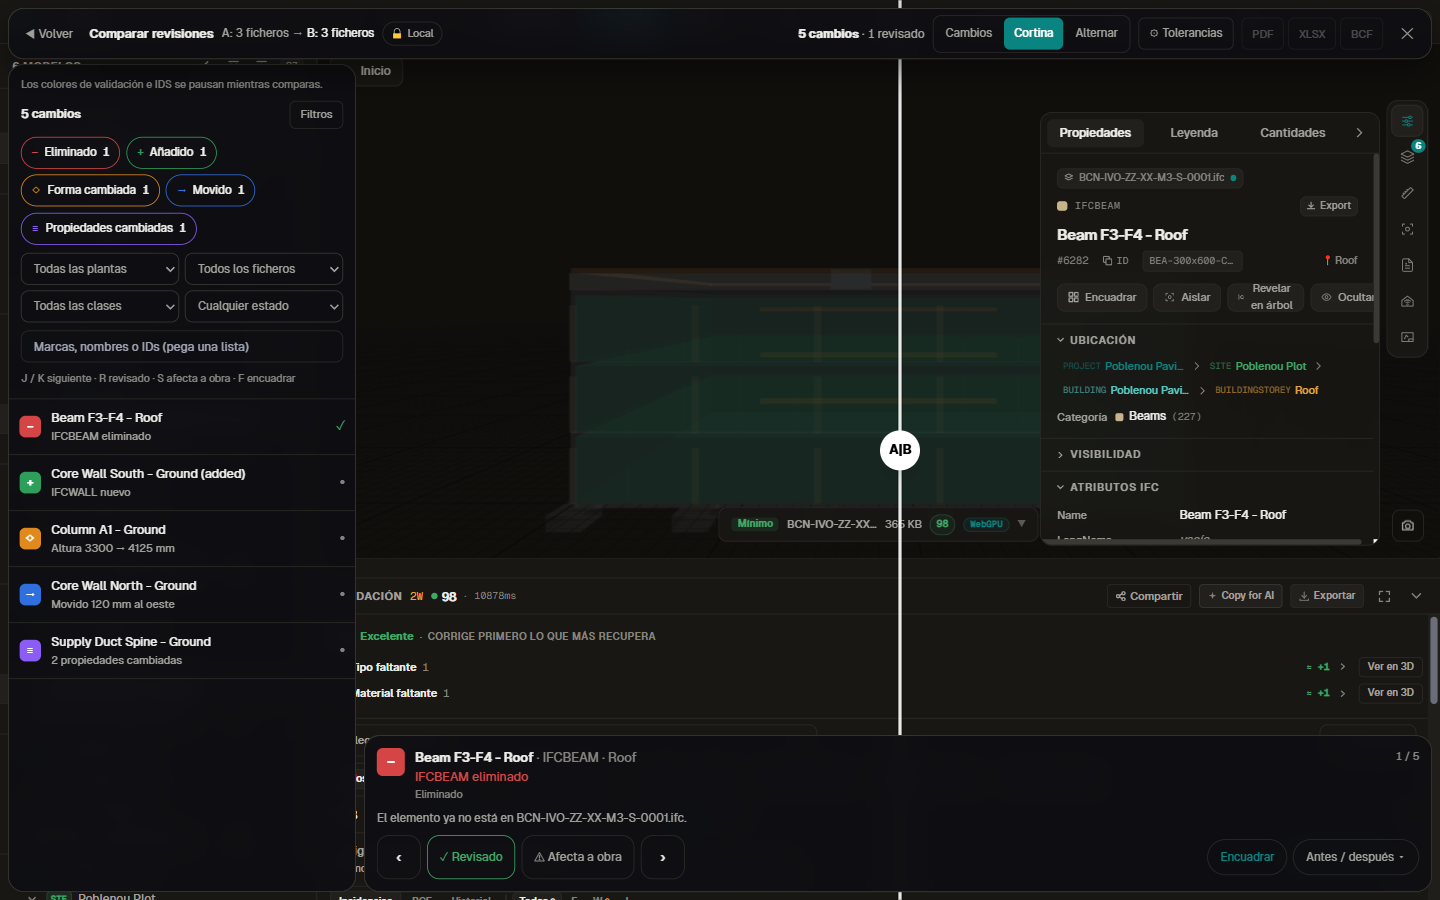 ◀ Volver
Comparar revisiones
A: 3 ficheros → B: 3 ficheros
Local
5 cambios · 1 revisado
Cambios
Cortina
Alternar
Tolerancias
PDF
XLSX
BCF
Los colores de validación e IDS se pausan mientras comparas.
5 cambios
Filtros
− Eliminado 1
+ Añadido 1
◇ Forma cambiada 1
→ Movido 1
≡ Propiedades cambiadas 1
Todas las plantas
Todos los ficheros
Todas las clases
Cualquier estado
Marcas, nombres o IDs (pega una lista)
J / K siguiente · R revisado · S afecta a obra · F encuadrar
Beam F3-F4 - Roof
IFCBEAM eliminado
Core Wall South - Ground (added)
IFCWALL nuevo
Column A1 - Ground
Altura 3300 → 4125 mm
Core Wall North - Ground
Movido 120 mm al oeste
Supply Duct Spine - Ground
2 propiedades cambiadas
Inicio
A|B
Mínimo
BCN-IVO-ZZ-XX...
365 KB
98
WebGPU
Propiedades
Leyenda
Cantidades
BCN-IVO-ZZ-XX-M3-S-0001.ifc
IFCBEAM
Export
Beam F3-F4 - Roof
#6282
ID
BEA-300x600-C…
Roof
Encuadrar
Aislar
Revelar en árbol
Ocultar
UBICACIÓN
PROJECT Poblenou Pavi...
SITE Poblenou Plot
BUILDING Poblenou Pavi...
BUILDINGSTOREY Roof
Categoría
Beams (227)
VISIBILIDAD
ATRIBUTOS IFC
Name
Beam F3-F4 - Roof
6
DACIÓN 2W 98 · 10878ms
Compartir
Copy for AI
Exportar
Excelente · CORRIGE PRIMERO LO QUE MÁS RECUPERA
Tipo faltante 1
≈ +1
Ver en 3D
Material faltante 1
≈ +1
Ver en 3D
Beam F3-F4 - Roof · IFCBEAM · Roof
IFCBEAM eliminado
Eliminado
1 / 5
El elemento ya no está en BCN-IVO-ZZ-XX-M3-S-0001.ifc.
‹
✓ Revisado
⚠ Afecta a obra
›
Encuadrar
Antes / después
STE Poblenou Plot